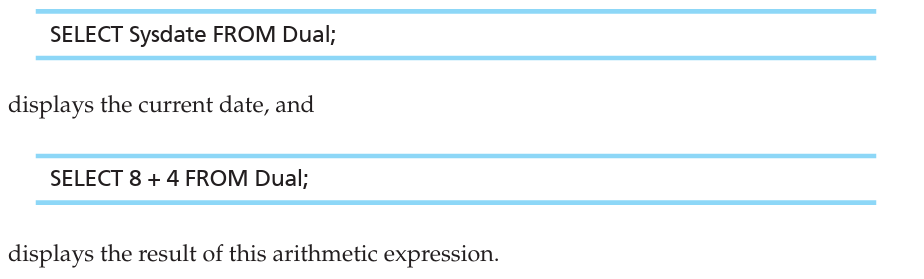 SELECT Sysdate FROM Dual;
displays the current date, and
SELECT 8 + 4 FROM Dual;
displays the result of this arithmetic expression.